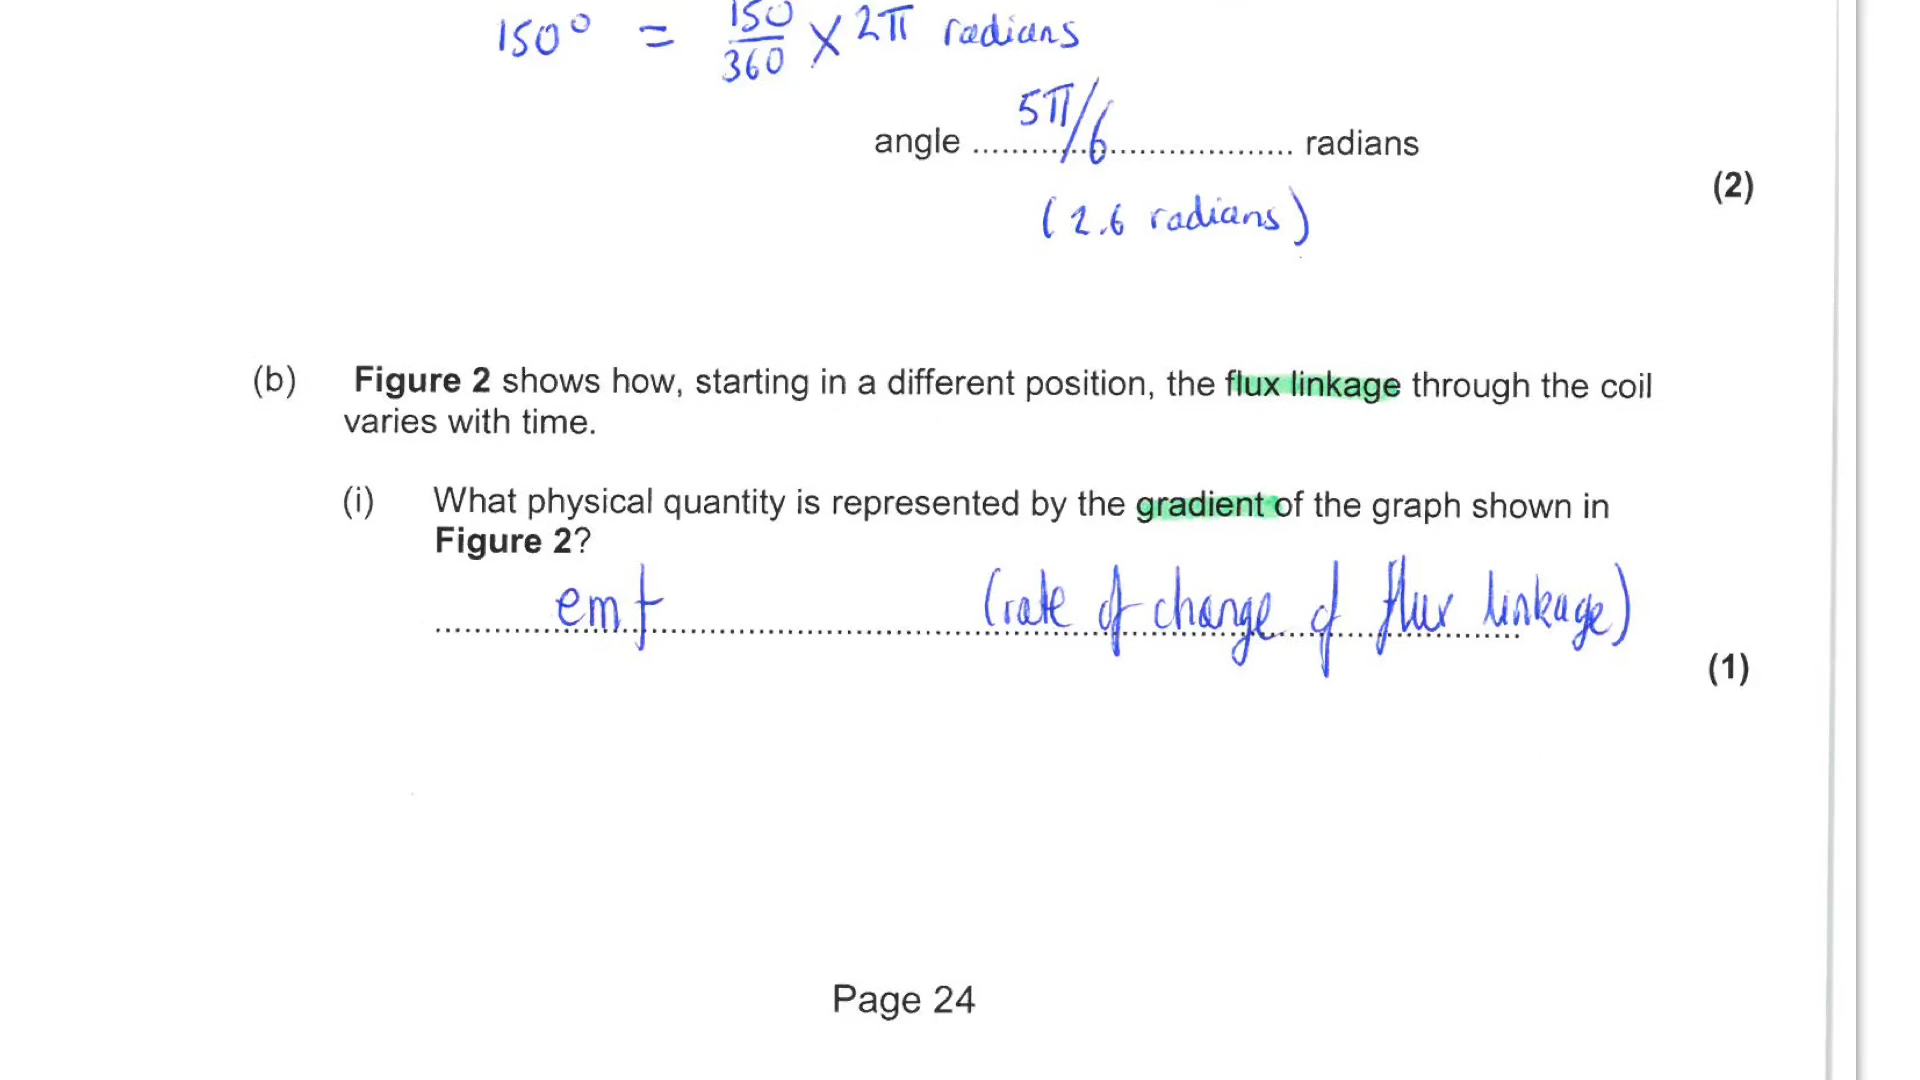 150° = 150/360 × 2π radians
angle .......5π/6........................ radians
(2)
(2.6 radians)
(b) Figure 2 shows how, starting in a different position, the flux linkage through the coil
varies with time.
(i) What physical quantity is represented by the gradient of the graph shown in
Figure 2?
emf (rate of change of flux linkage)
(1)
Page 24